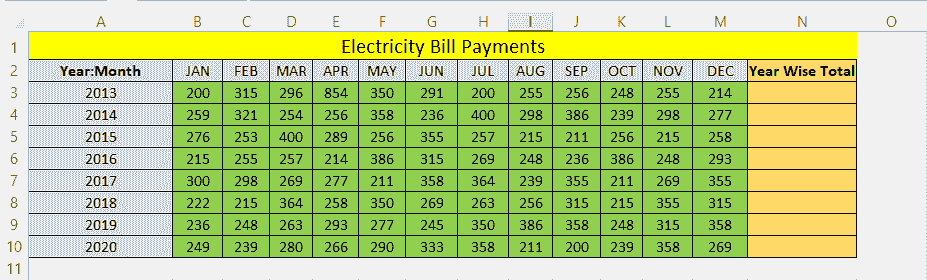 A B C D E F G H I J K L M N O
1 Electricity Bill Payments
2 Year:Month JAN FEB MAR APR MAY JUN JUL AUG SEP OCT NOV DEC Year Wise Total
3 2013 200 315 296 854 350 291 200 255 256 248 255 214
4 2014 259 321 254 256 358 236 400 298 386 239 298 277
5 2015 276 253 400 289 256 355 257 215 211 256 215 258
6 2016 215 255 257 214 386 315 269 248 236 386 248 293
7 2017 300 298 269 277 211 358 364 239 355 211 269 355
8 2018 222 215 364 258 350 269 263 256 315 215 355 315
9 2019 236 248 263 293 277 245 350 386 358 248 315 358
10 2020 249 239 280 266 290 333 358 211 200 239 358 269
11